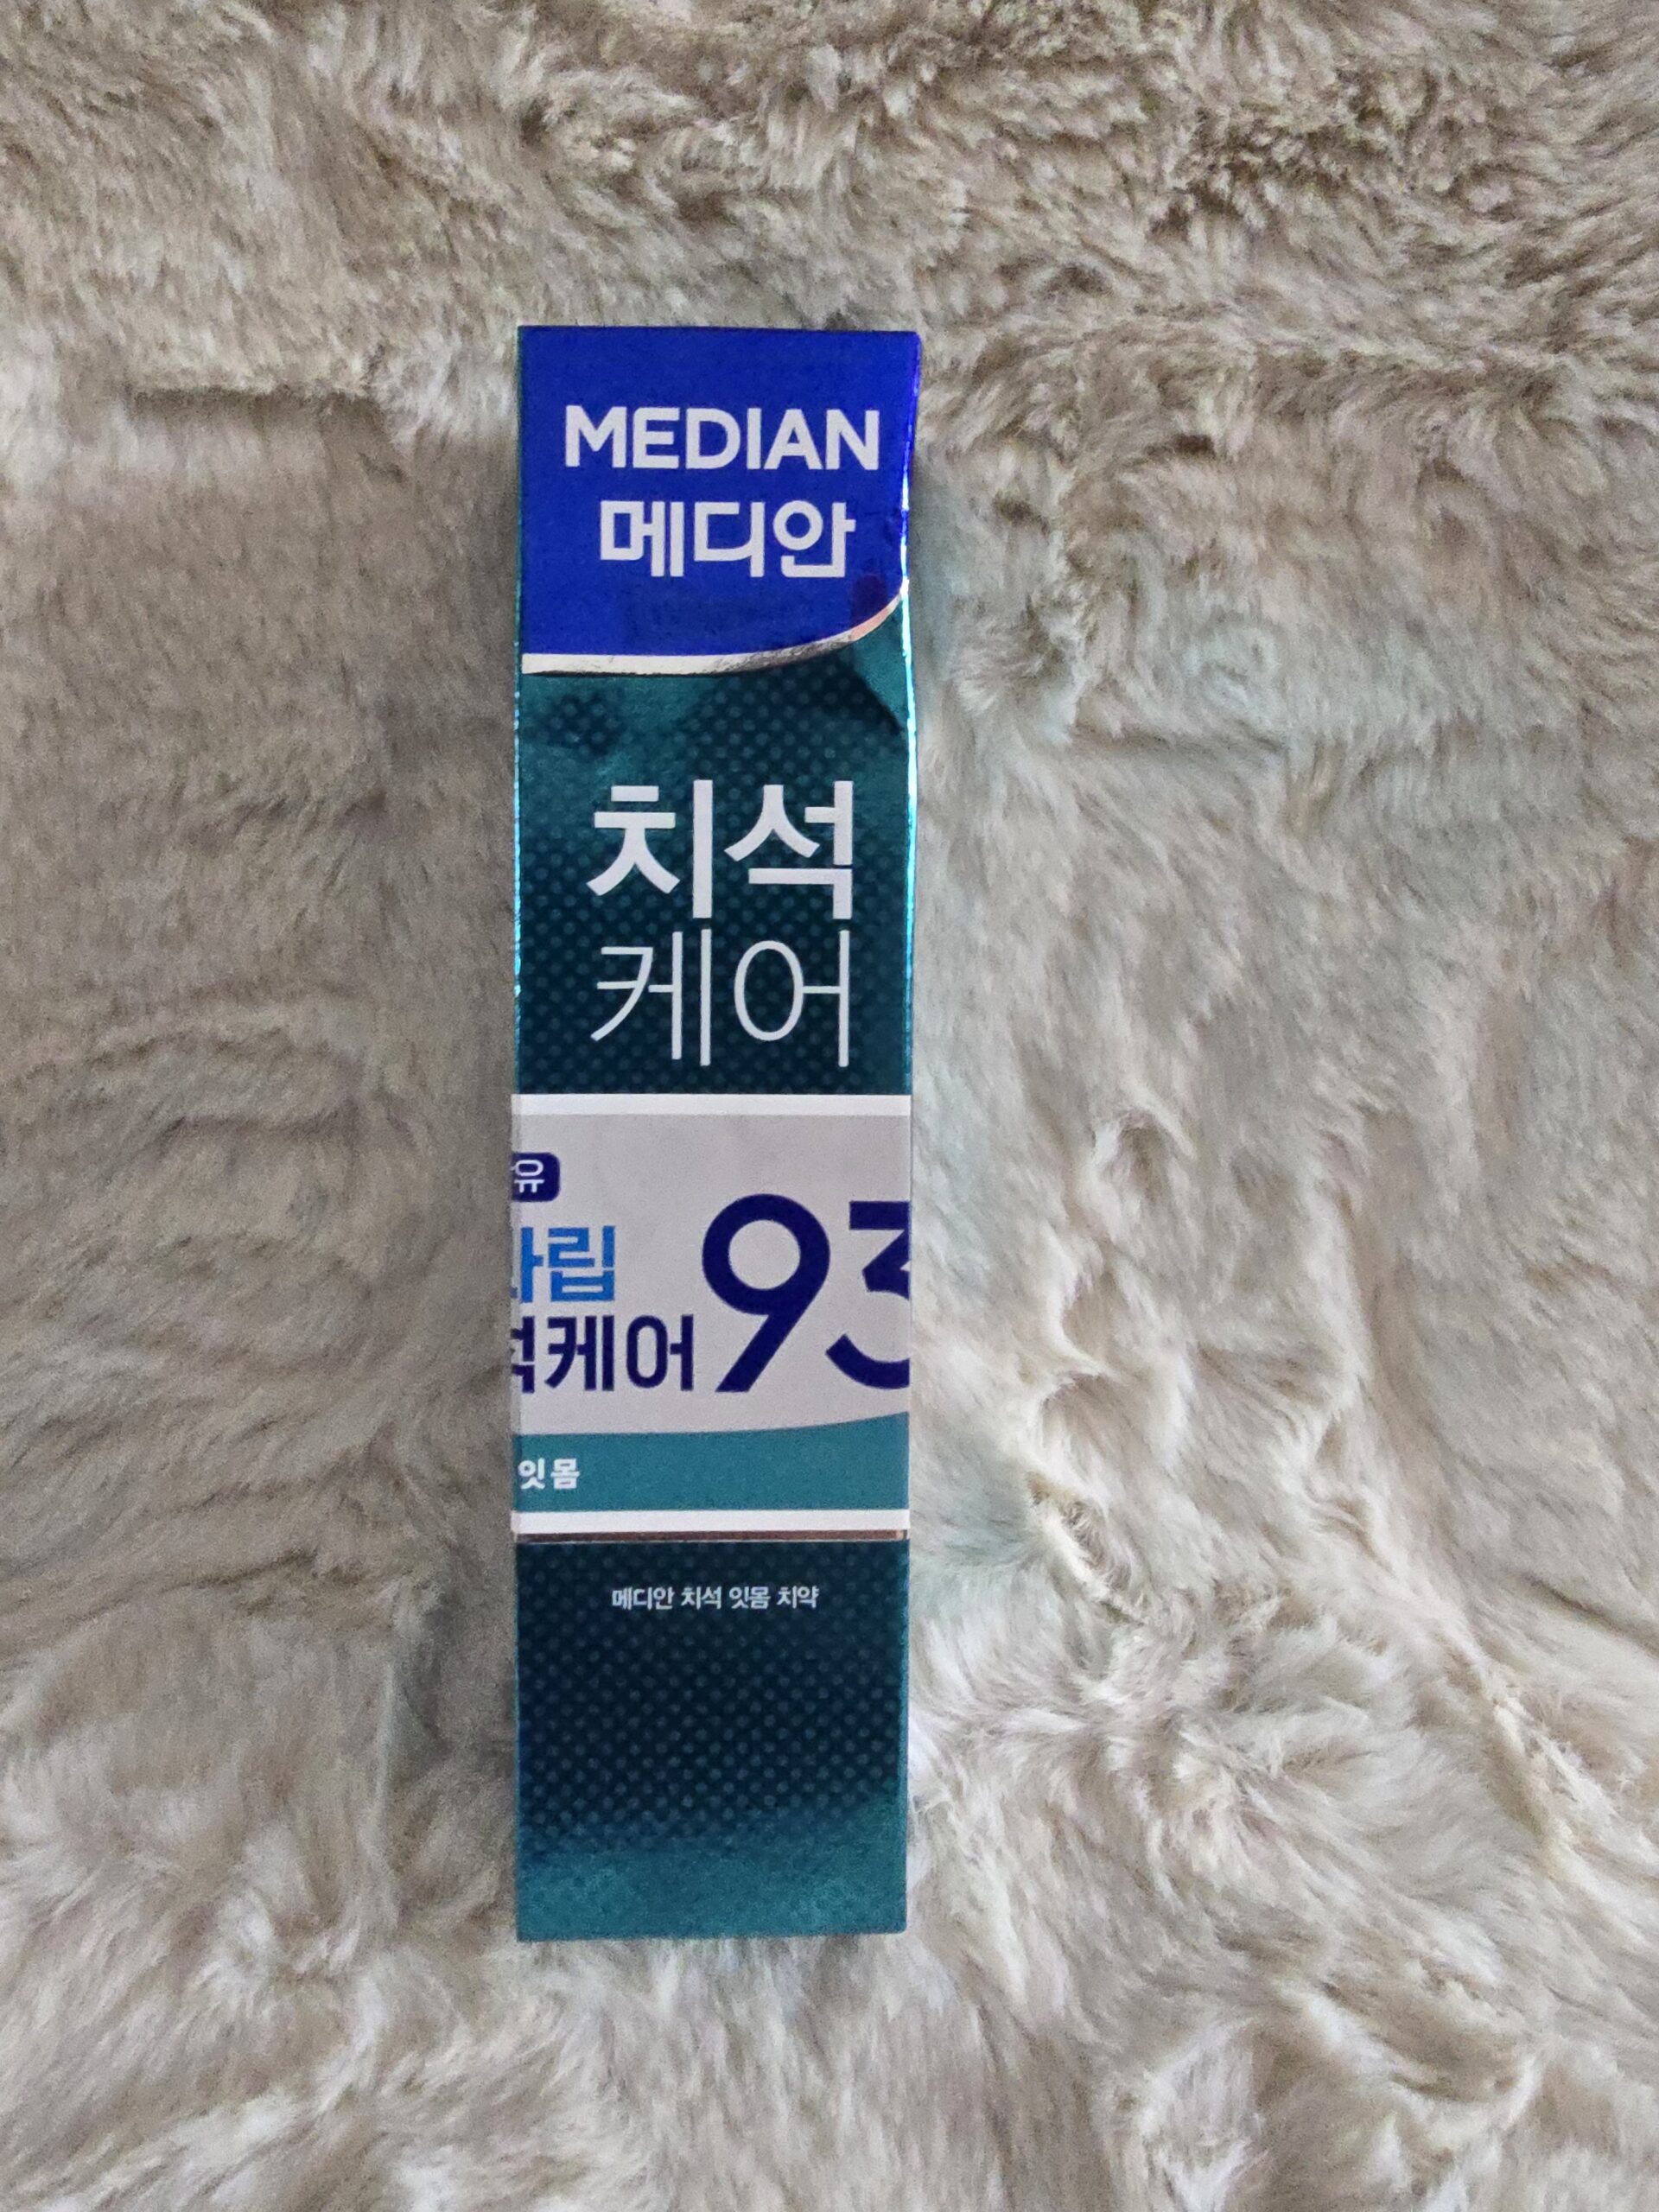 MEDIAN
메디안
치석
케어
유
립
케어 93
잇몸
메디안 치석 잇몸 치약